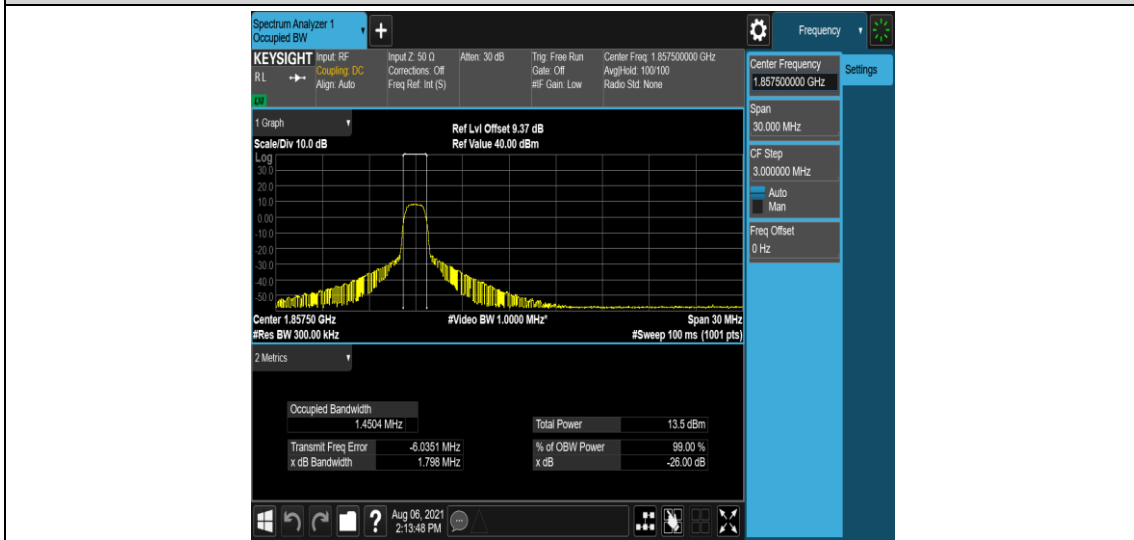 Spectrum Analyzer 1
Occupied BW
Frequency
KEYSIGHT
RL
LXI
Input: RF
Coupling: DC
Align: Auto
Input Z: 50 Ω
Corrections: Off
Freq Ref: Int (S)
Atten: 30 dB
Trig: Free Run
Gate: Off
#IF Gain: Low
Center Freq: 1.857500000 GHz
Avg|Hold: 100/100
Radio Std: None
1 Graph
Scale/Div 10.0 dB
Ref Lvl Offset 9.37 dB
Ref Value 40.00 dBm
Log
30.0
20.0
10.0
0.00
-10.0
-20.0
-30.0
-40.0
-50.0
Center 1.85750 GHz
#Video BW 1.0000 MHz*
Span 30 MHz
#Res BW 300.00 kHz
#Sweep 100 ms (1001 pts)
2 Metrics
Occupied Bandwidth
1.4504 MHz
Total Power 13.5 dBm
Transmit Freq Error -6.0351 MHz
% of OBW Power 99.00 %
x dB Bandwidth 1.798 MHz
x dB -26.00 dB
Aug 06, 2021
2:13:48 PM
Center Frequency
1.857500000 GHz
Settings
Span
30.000 MHz
CF Step
3.000000 MHz
Auto
Man
Freq Offset
0 Hz